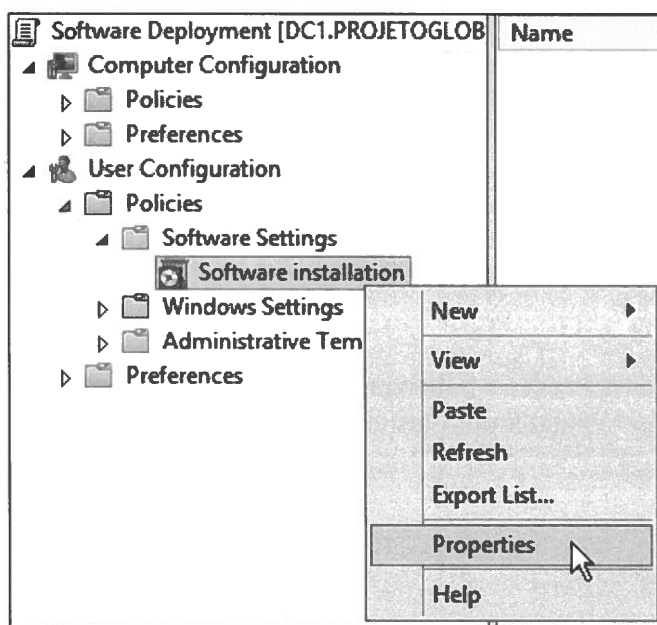 Software Deployment [DC1.PROJETOGLOB
Name
Computer Configuration
Policies
Preferences
User Configuration
Policies
Software Settings
Software installation
Windows Settings
Administrative Tem
Preferences
New
View
Paste
Refresh
Export List...
Properties
Help